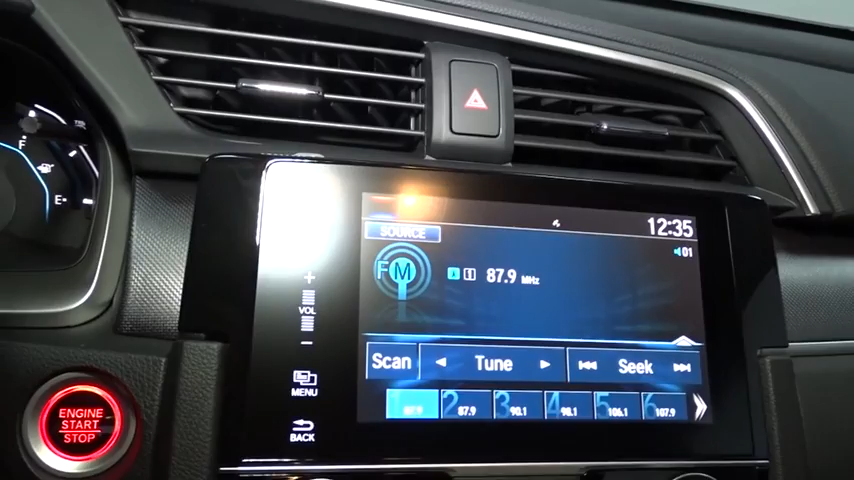 F
E
12:35
SOURCE
01
FM
1 87.9 MHz
+
VOL
-
Scan
Tune
Seek
MENU
BACK
2 87.9
3 90.1
4 98.1
5 106.1
6 107.9
ENGINE
START
STOP